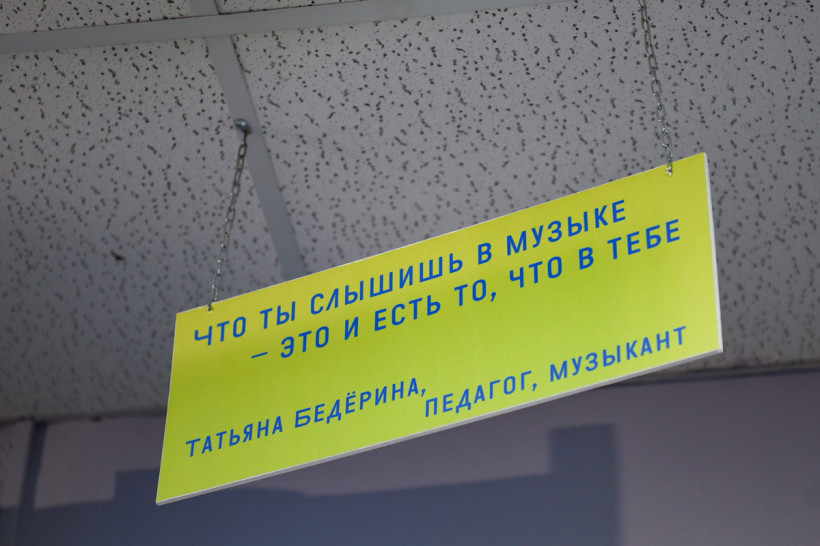 ЧТО ТЫ СЛЫШИШЬ В МУЗЫКЕ
– ЭТО И ЕСТЬ ТО, ЧТО В ТЕБЕ
ТАТЬЯНА БЕДЁРИНА,
ПЕДАГОГ, МУЗЫКАНТ